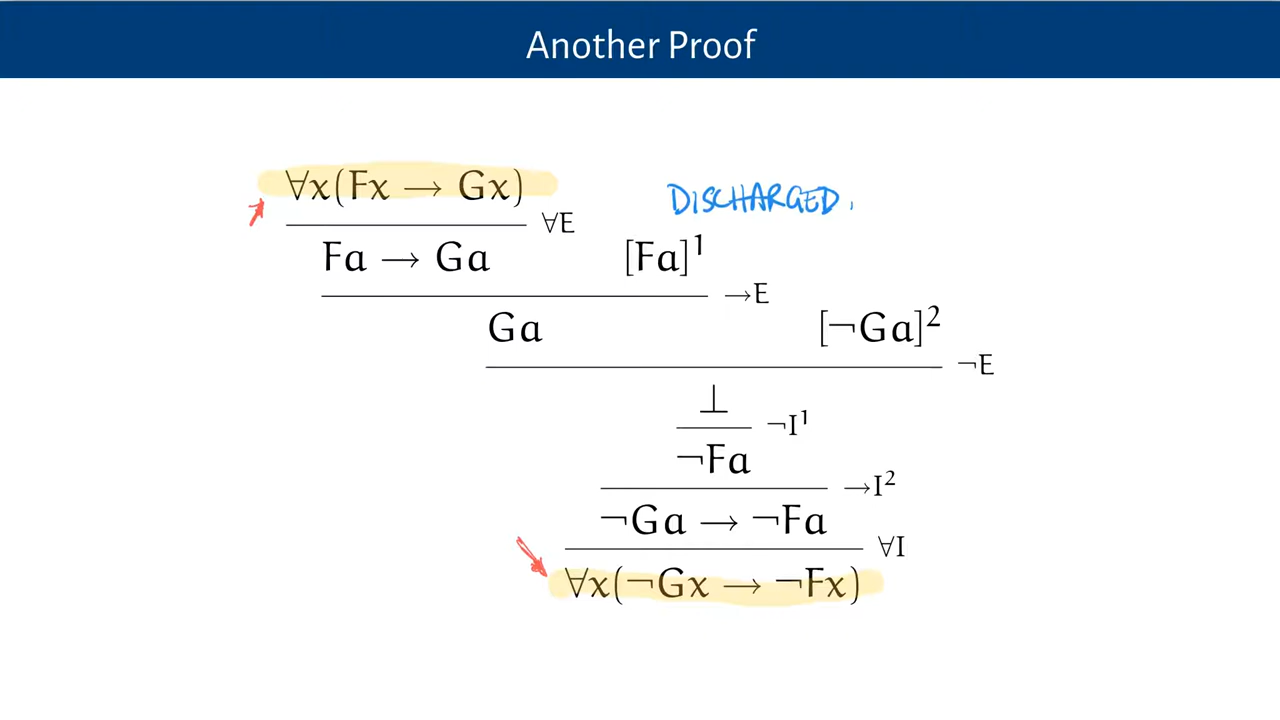 Another Proof
∀x(Fx → Gx)
DISCHARGED.
∀E
Fa → Ga [Fa]¹
→E
Ga [¬Ga]²
¬E
⊥
¬I¹
¬Fa
→I²
¬Ga → ¬Fa
∀I
∀x(¬Gx → ¬Fx)